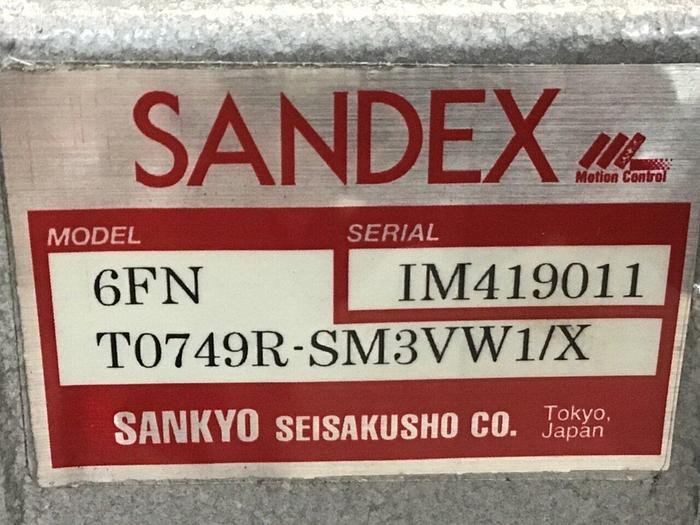 SANDEX
Motion Control
MODEL
SERIAL
6FN
IM419011
T0749R-SM3VW1/X
SANKYO SEISAKUSHO CO.
Tokyo,
Japan